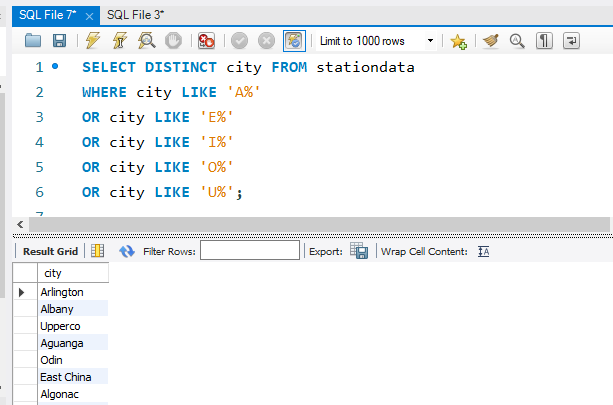 SQL File 7* SQL File 3*
Limit to 1000 rows
1 SELECT DISTINCT city FROM stationdata
2 WHERE city LIKE 'A%'
3 OR city LIKE 'E%'
4 OR city LIKE 'I%'
5 OR city LIKE 'O%'
6 OR city LIKE 'U%';
Result Grid Filter Rows: Export: Wrap Cell Content:
city
Arlington
Albany
Upperco
Aguanga
Odin
East China
Algonac